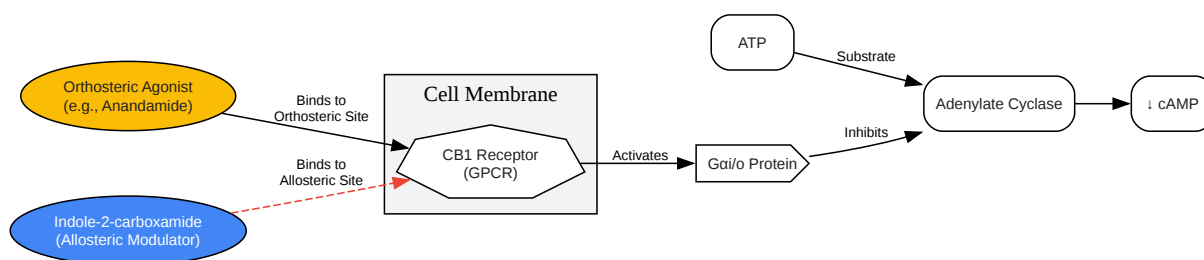 Orthosteric Agonist
(e.g., Anandamide)
Binds to
Orthosteric Site
Indole-2-carboxamide
(Allosteric Modulator)
Binds to
Allosteric Site
Cell Membrane
CB1 Receptor
(GPCR)
Activates
Gαi/o Protein
Inhibits
ATP
Substrate
Adenylate Cyclase
↓ cAMP